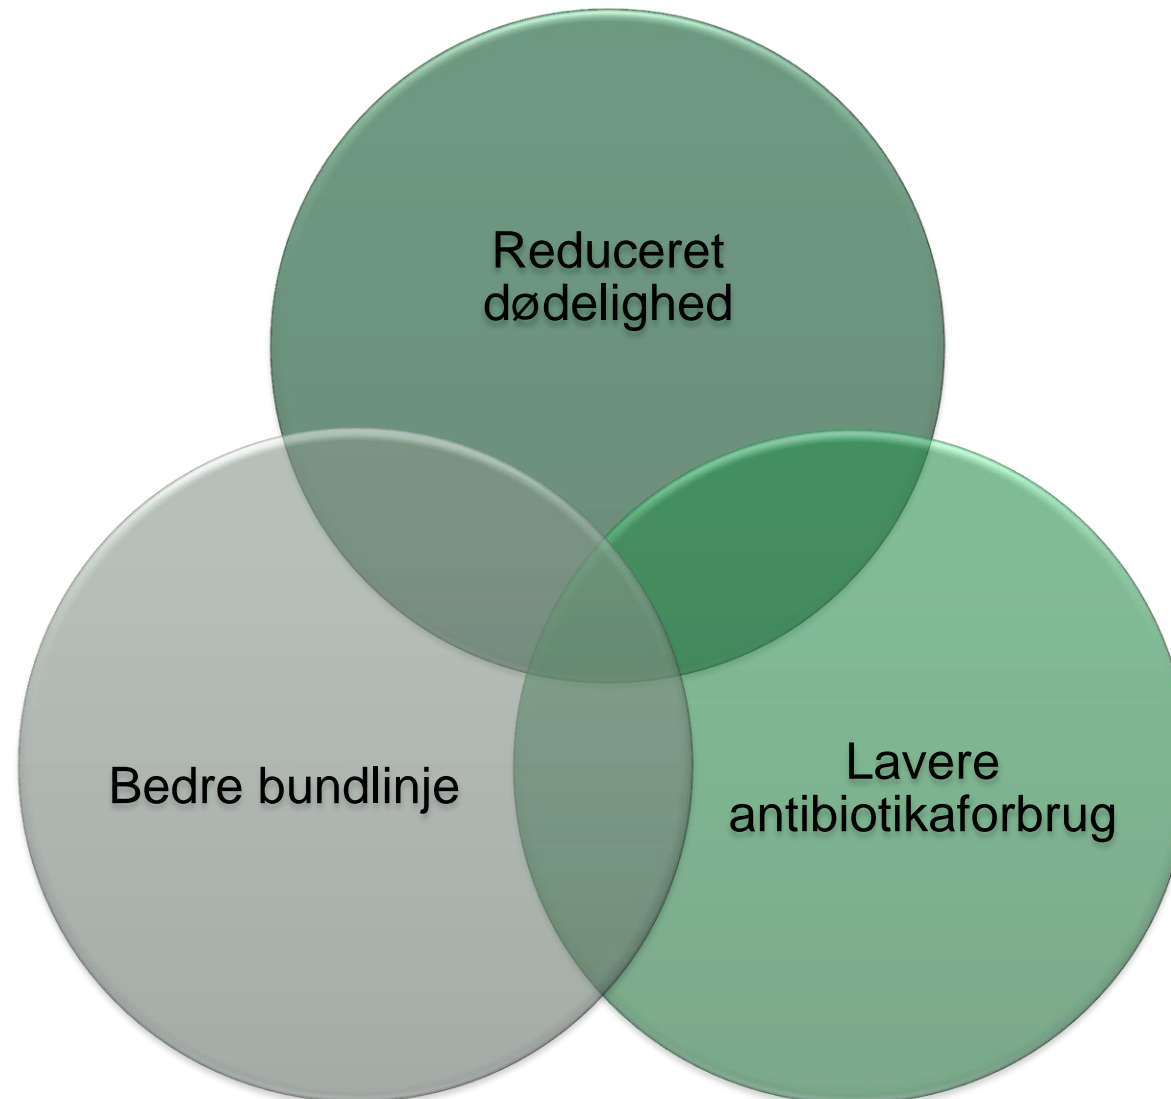 Reduceret
dødelighed
Bedre bundlinje
Lavere
antibiotikaforbrug